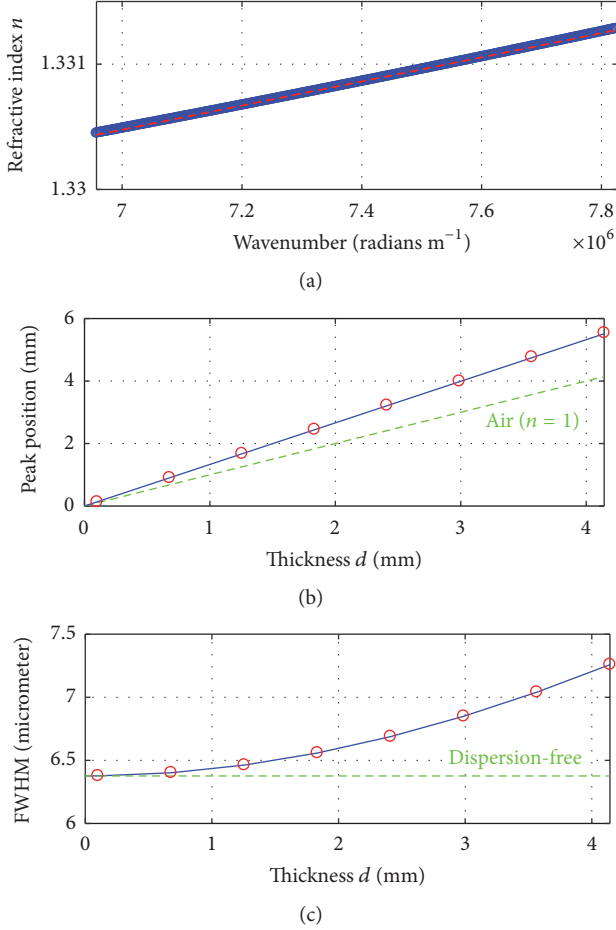 1.331
1.33
Refractive index n
7
7.2
7.4
7.6
7.8
Wavenumber (radians m⁻¹)
×10⁶
(a)
6
4
2
0
Peak position (mm)
Air (n = 1)
0
1
2
3
4
Thickness d (mm)
(b)
7.5
7
6.5
6
FWHM (micrometer)
Dispersion-free
0
1
2
3
4
Thickness d (mm)
(c)